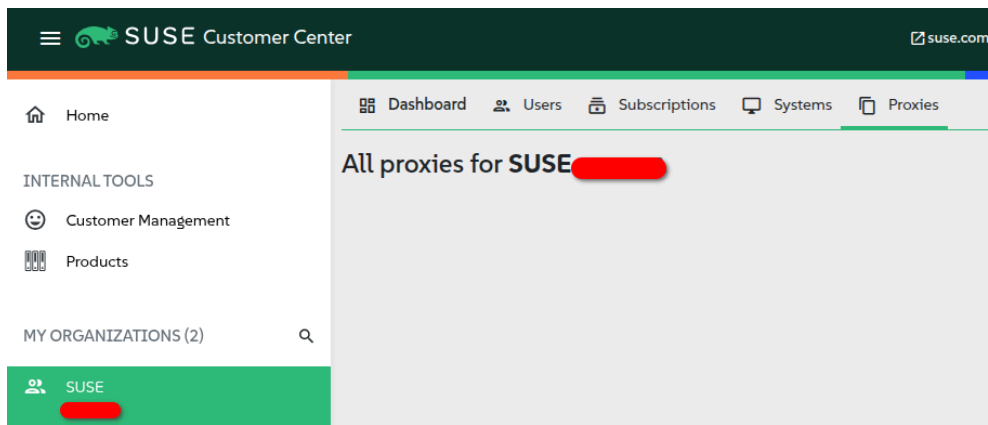 SUSE Customer Center
suse.com
Home
INTERNAL TOOLS
Customer Management
Products
MY ORGANIZATIONS (2)
SUSE
Dashboard Users Subscriptions Systems Proxies
All proxies for SUSE